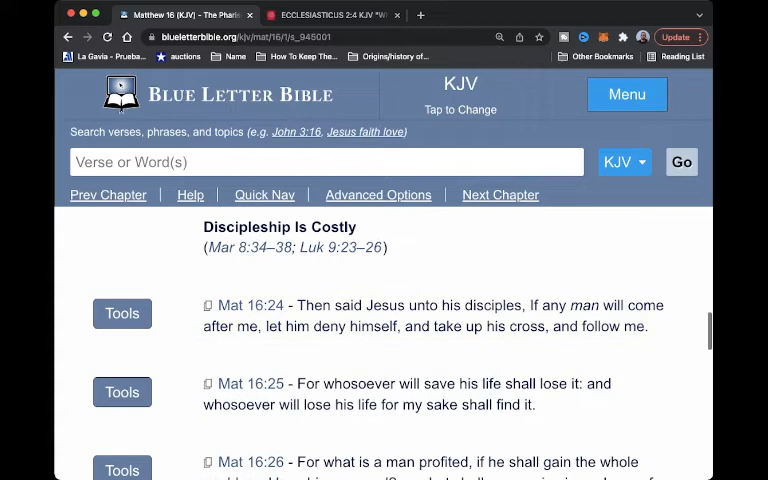 Matthew 16 (KJV) - The Pharis
ECCLESIASTICUS 2:4 KJV "W
blueletterbible.org/kjv/mat/16/1/s_945001
Update
La Gavia - Prueba...
auctions
Name
How To Keep The...
Origins/history of...
Other Bookmarks
Reading List
BLUE LETTER BIBLE
KJV
Tap to Change
Menu
Search verses, phrases, and topics (e.g. John 3:16, Jesus faith love)
Verse or Word(s)
KJV
Go
Prev Chapter
Help
Quick Nav
Advanced Options
Next Chapter
Discipleship Is Costly
(Mar 8:34–38; Luk 9:23–26)
Tools
Mat 16:24 - Then said Jesus unto his disciples, If any man will come
after me, let him deny himself, and take up his cross, and follow me.
Tools
Mat 16:25 - For whosoever will save his life shall lose it: and
whosoever will lose his life for my sake shall find it.
Tools
Mat 16:26 - For what is a man profited, if he shall gain the whole